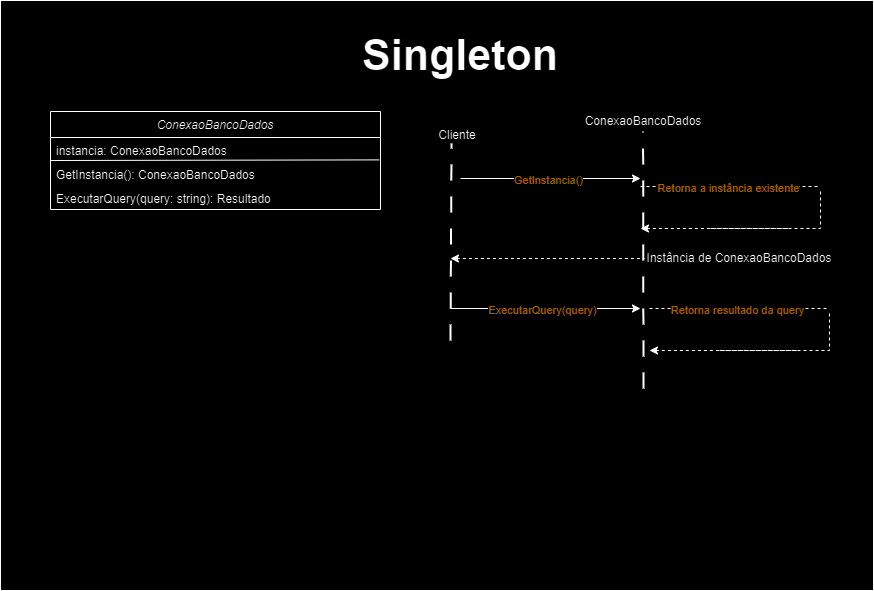 Singleton
ConexaoBancoDados
instancia: ConexaoBancoDados
GetInstancia(): ConexaoBancoDados
ExecutarQuery(query: string): Resultado
Cliente
ConexaoBancoDados
GetInstancia()
Retorna a instância existente
Instância de ConexaoBancoDados
ExecutarQuery(query)
Retorna resultado da query